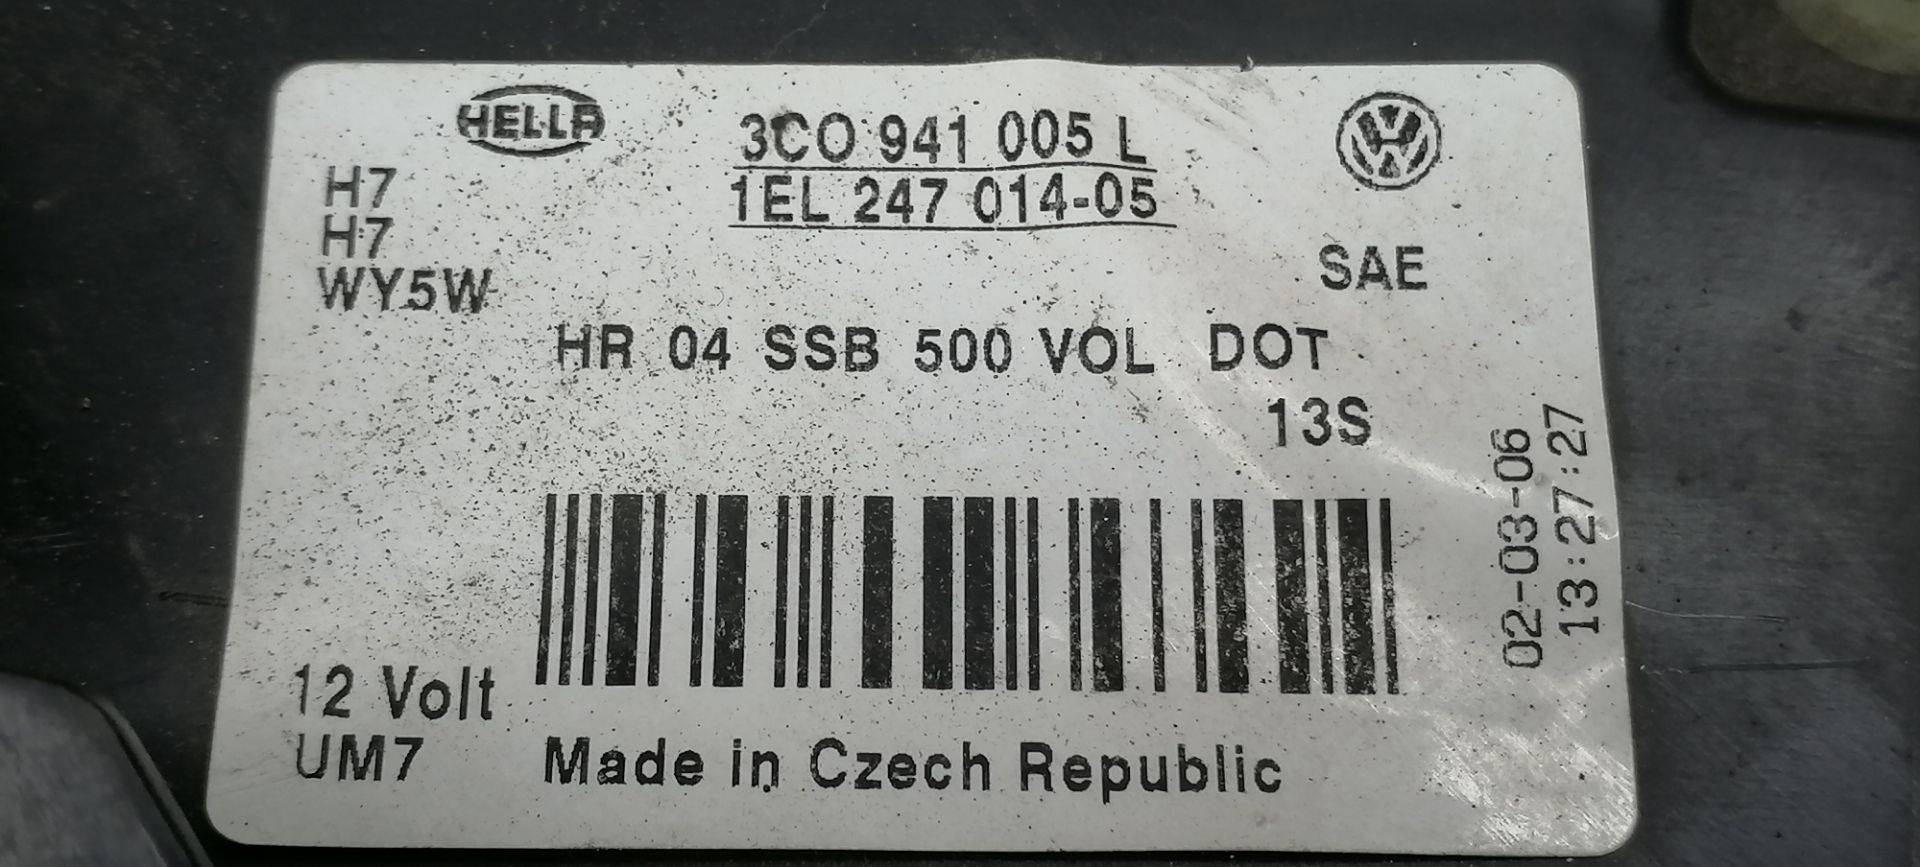 HELLA
3C0 941 005 L
1EL 247 014-05
H7
H7
WY5W
SAE
HR 04 SSB 500 VOL DOT
13S
02-03-06
13:27:27
12 Volt
UM7
Made in Czech Republic